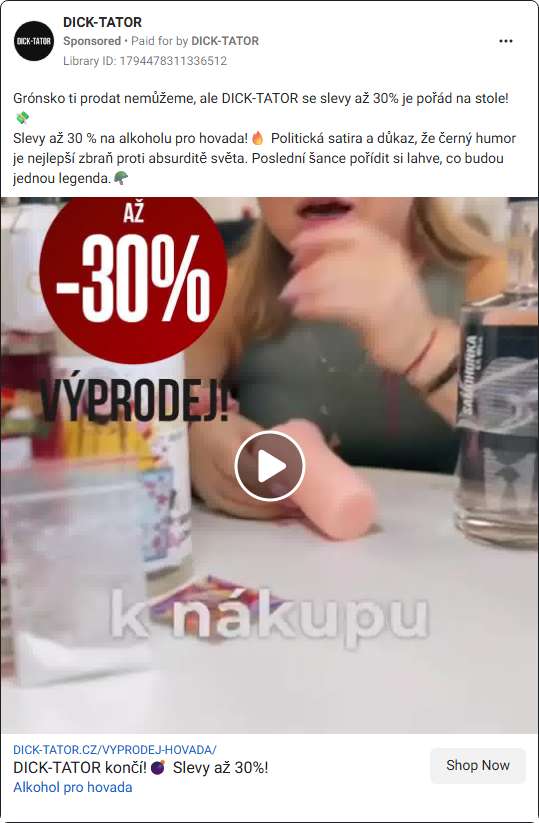 DICK-TATOR
DICK-TATOR
Sponsored • Paid for by DICK-TATOR
Library ID: 1794478311336512
Grónsko ti prodat nemůžeme, ale DICK-TATOR se slevy až 30% je pořád na stole!
💸
Slevy až 30 % na alkoholu pro hovada!🔥 Politická satira a důkaz, že černý humor
je nejlepší zbraň proti absurditě světa. Poslední šance pořídit si lahve, co budou
jednou legenda.🪖
AŽ
-30%
VÝPRODEJ!
SAMOHONKA
k nákupu
DICK-TATOR.CZ/VYPRODEJ-HOVADA/
DICK-TATOR končí!💣 Slevy až 30%!
Alkohol pro hovada
Shop Now